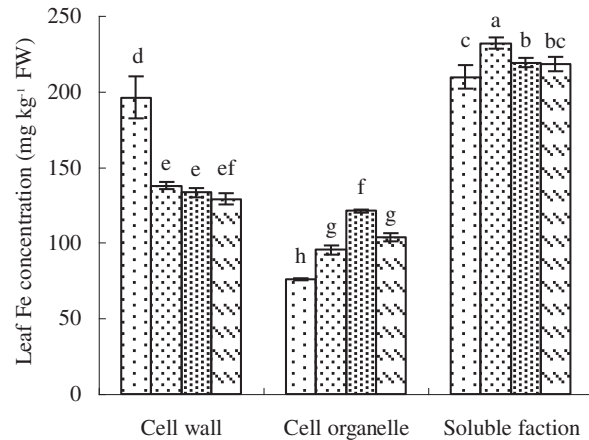 Leaf Fe concentration (mg kg⁻¹ FW)
250
200
150
100
50
0
d
e
e
ef
h
g
f
g
c
a
b
bc
Cell wall
Cell organelle
Soluble faction